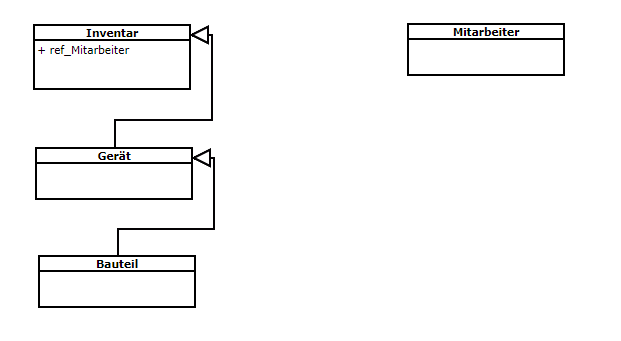 Inventar
+ ref_Mitarbeiter
Mitarbeiter
Gerät
Bauteil